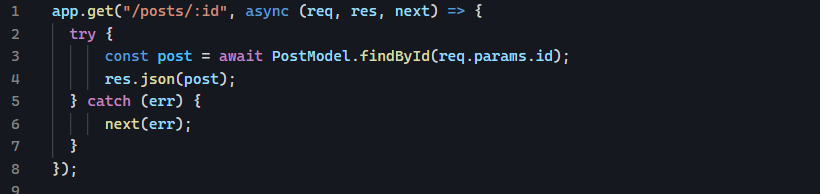 1 app.get("/posts/:id", async (req, res, next) => {
2 try {
3 const post = await PostModel.findById(req.params.id);
4 res.json(post);
5 } catch (err) {
6 next(err);
7 }
8 });
9